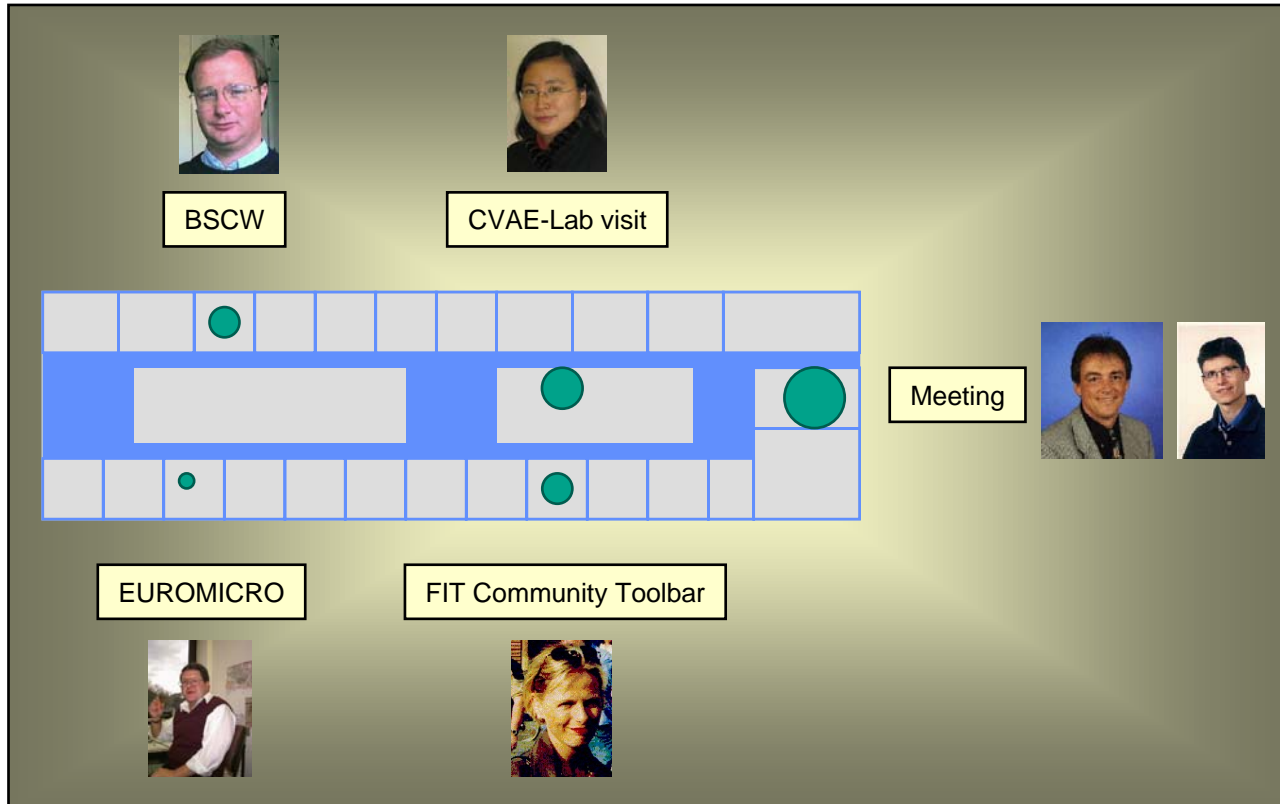 BSCW
CVAE-Lab visit
Meeting
EUROMICRO
FIT Community Toolbar